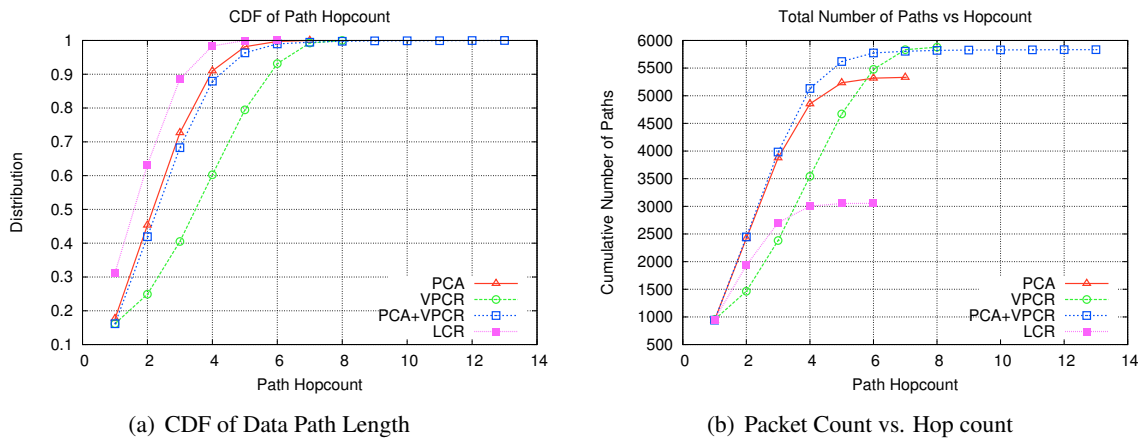 CDF of Path Hopcount
1
0.9
0.8
0.7
0.6
0.5
0.4
0.3
0.2
0.1
Distribution
0 2 4 6 8 10 12 14
Path Hopcount
PCA
VPCR
PCA+VPCR
LCR
(a) CDF of Data Path Length
Total Number of Paths vs Hopcount
6000
5500
5000
4500
4000
3500
3000
2500
2000
1500
1000
500
Cumulative Number of Paths
0 2 4 6 8 10 12 14
Path Hopcount
PCA
VPCR
PCA+VPCR
LCR
(b) Packet Count vs. Hop count